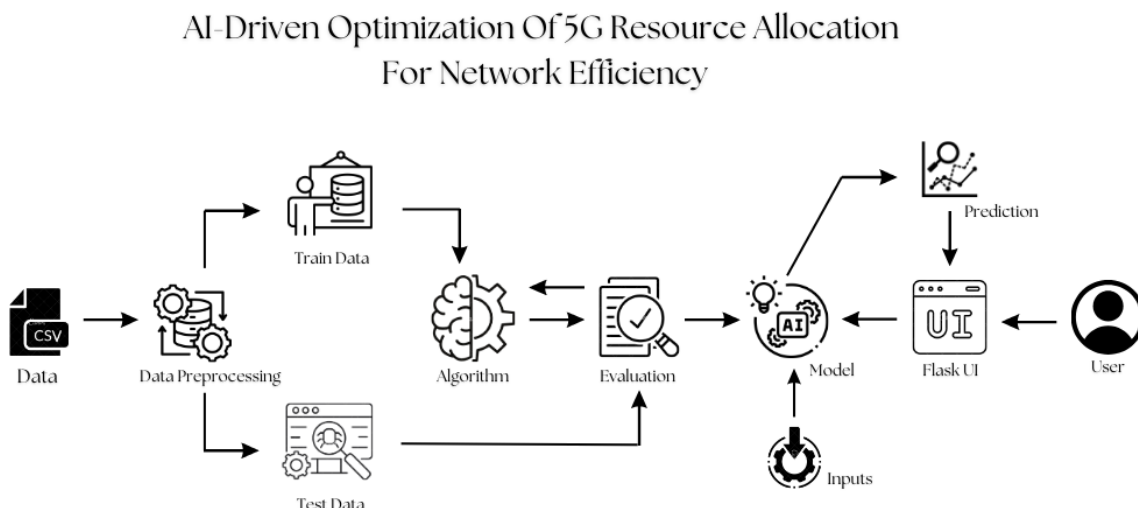 AI-Driven Optimization Of 5G Resource Allocation
For Network Efficiency
Prediction
Train Data
CSV
AI
UI
Data
Data Preprocessing
Algorithm
Evaluation
Model
Flask UI
User
Inputs
Test Data